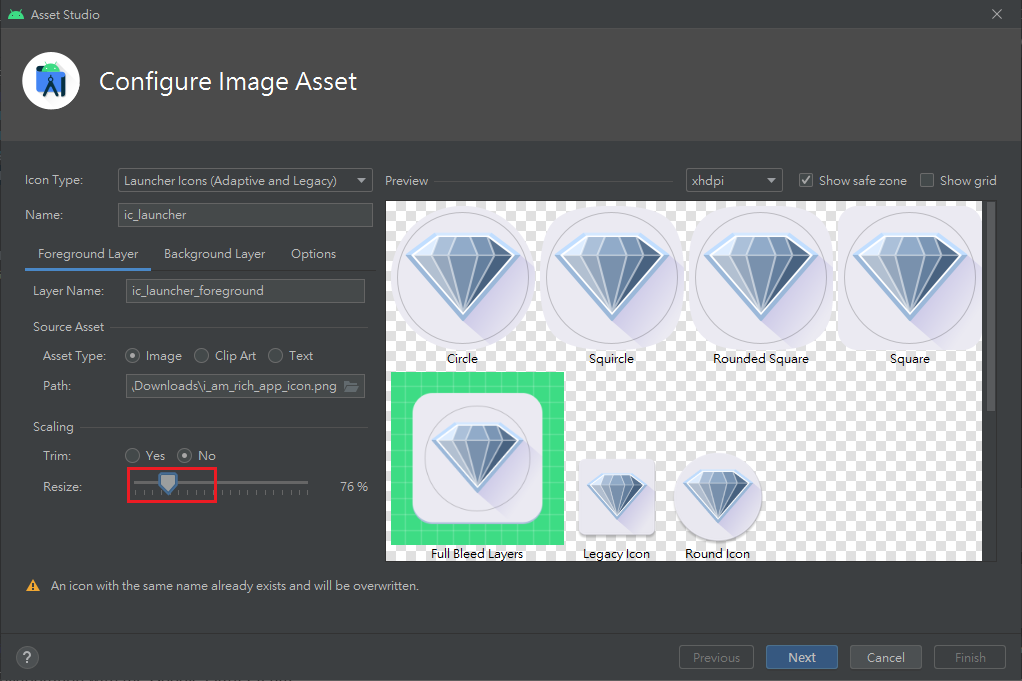 Asset Studio
Configure Image Asset
Icon Type: Launcher Icons (Adaptive and Legacy) Preview xhdpi Show safe zone Show grid
Name: ic_launcher
Foreground Layer Background Layer Options
Layer Name: ic_launcher_foreground
Source Asset
Asset Type: Image Clip Art Text
Circle Squircle Rounded Square Square
Path: \Downloads\i_am_rich_app_icon.png
Scaling
Trim: Yes No
Resize: 76 %
Full Bleed Layers Legacy Icon Round Icon
An icon with the same name already exists and will be overwritten.
? Previous Next Cancel Finish